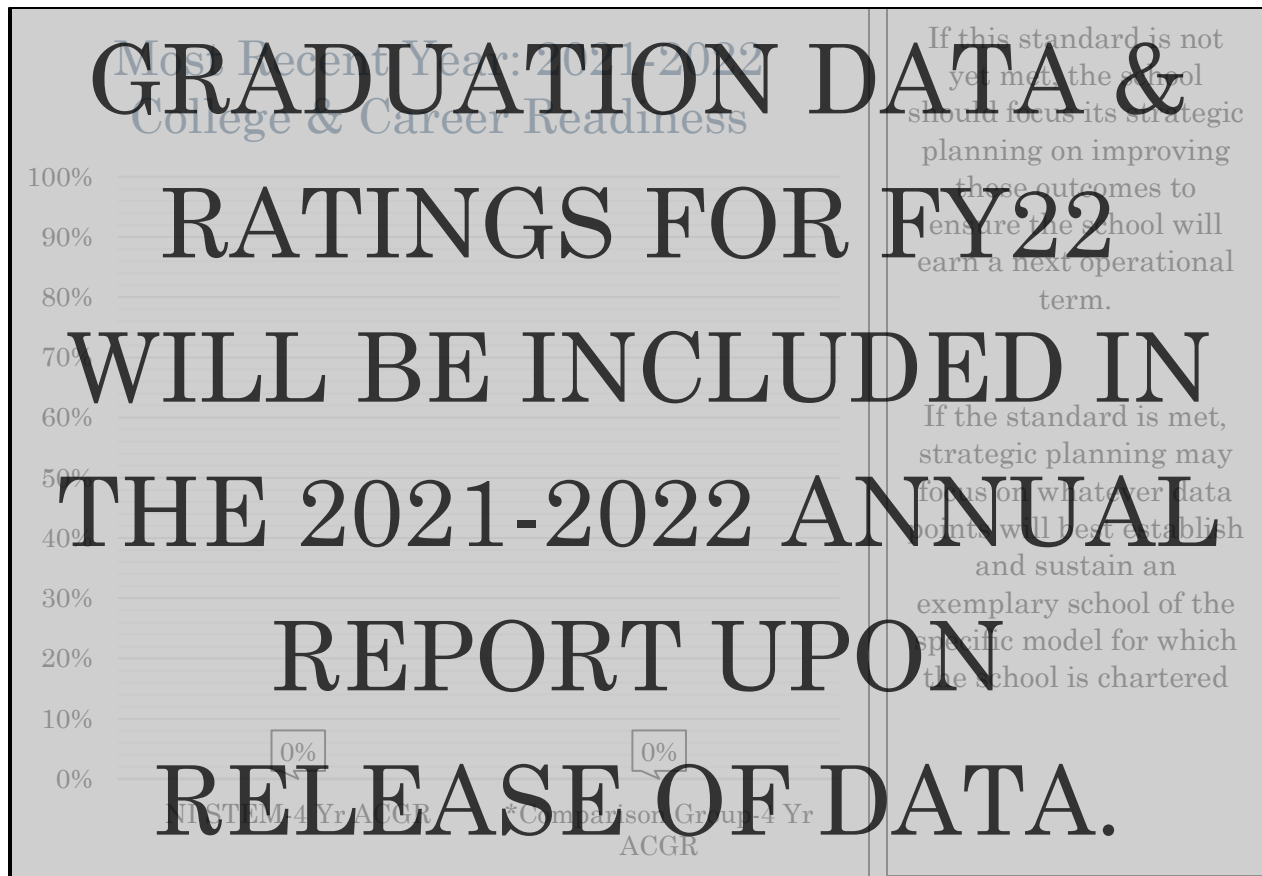 GRADUATION DATA &
RATINGS FOR FY22
WILL BE INCLUDED IN
THE 2021-2022 ANNUAL
REPORT UPON
RELEASE OF DATA.
Most Recent Year: 2021-2022
College & Career Readiness
100%
90%
80%
70%
60%
50%
40%
30%
20%
10%
0%
0%
0%
NI STEM-4 Yr ACGR
*Comparison Group-4 Yr
ACGR
If this standard is not
yet met, the school
should focus its strategic
planning on improving
these outcomes to
ensure the school will
earn a next operational
term.
If the standard is met,
strategic planning may
focus on whatever data
points will best establish
and sustain an
exemplary school of the
specific model for which
the school is chartered